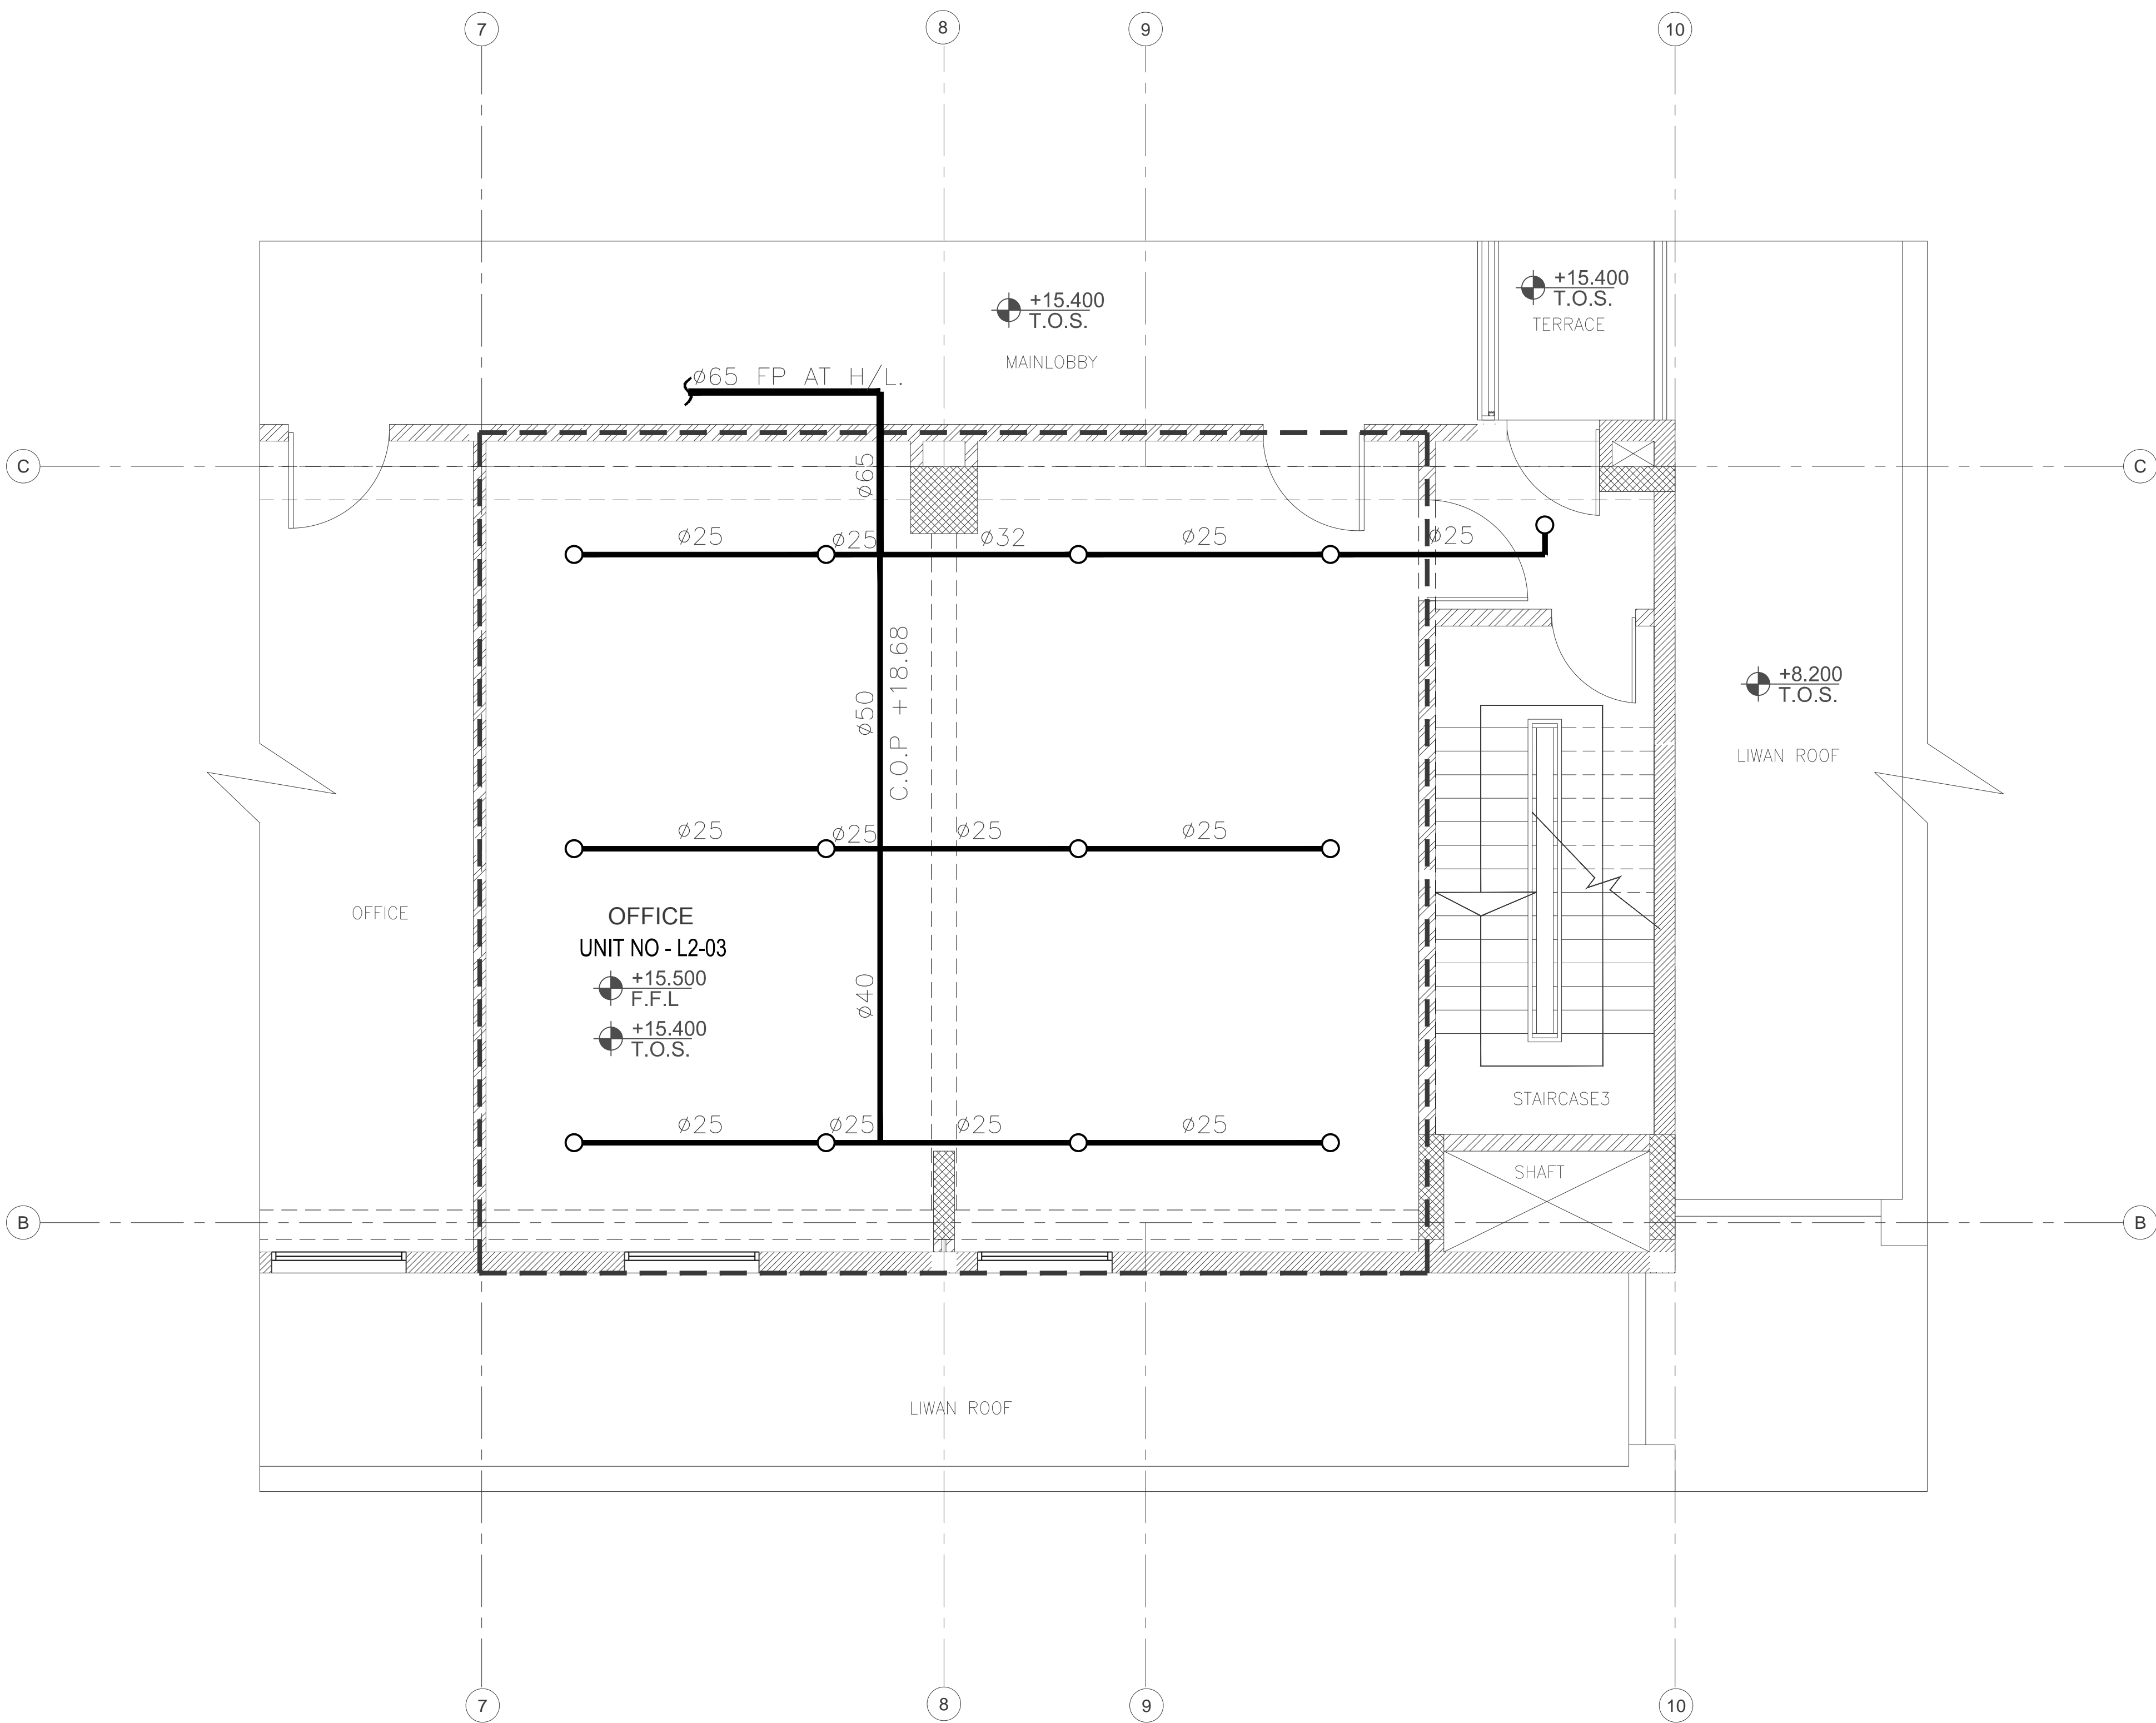 7
8
9
10
+15.400
T.O.S.
MAINLOBBY
+15.400
T.O.S.
TERRACE
ø65 FP AT H/L.
C
C
ø65
ø25
ø25
ø32
ø25
ø25
C.O.P +18.68
ø50
+8.200
T.O.S.
LIWAN ROOF
ø25
ø25
ø25
ø25
OFFICE
OFFICE
UNIT NO - L2-03
+15.500
F.F.L
+15.400
T.O.S.
ø40
STAIRCASE3
ø25
ø25
ø25
ø25
SHAFT
B
B
LIWAN ROOF
7
8
9
10